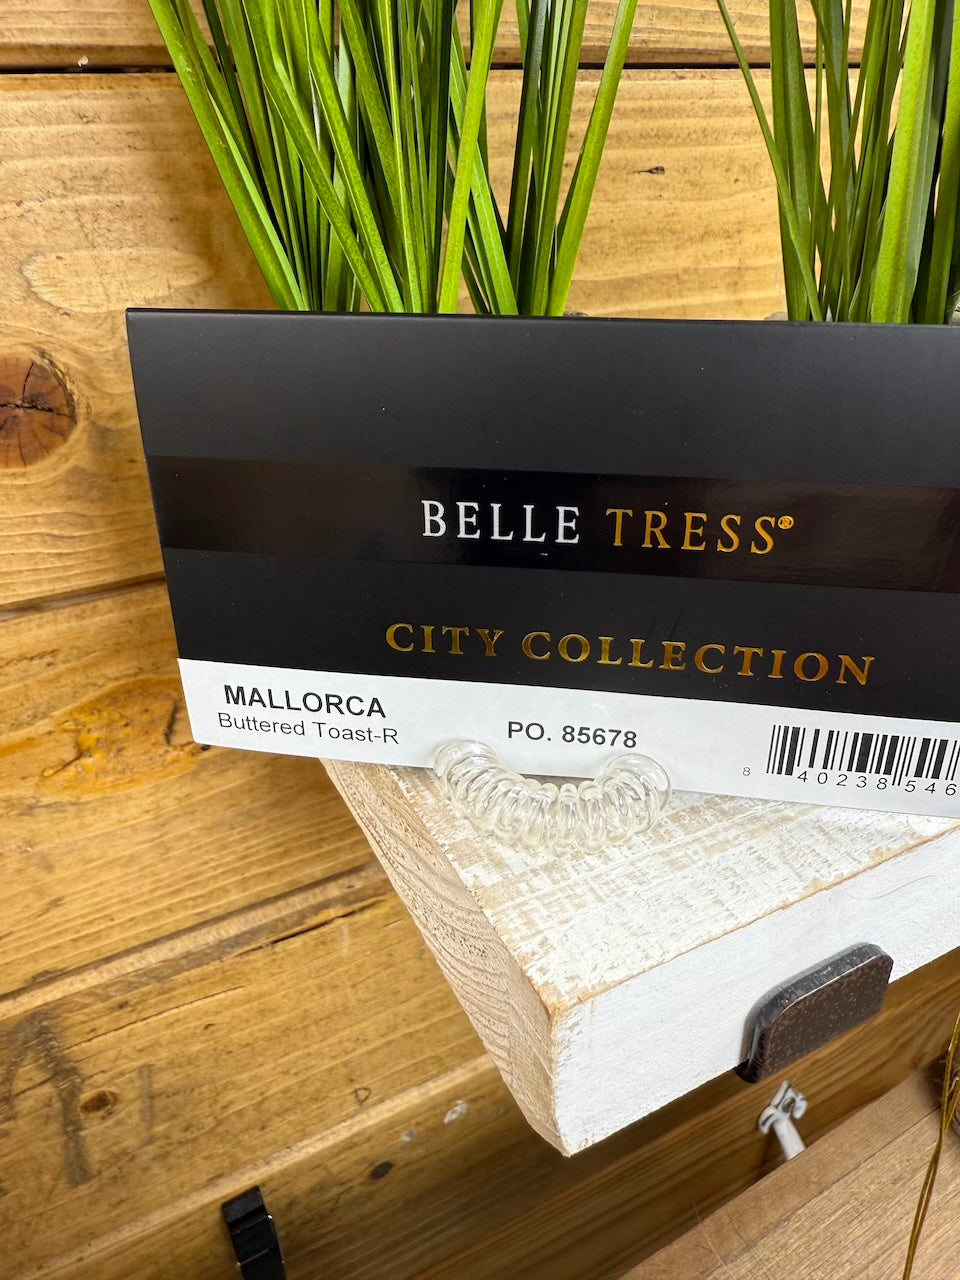 BELLE TRESS®
CITY COLLECTION
MALLORCA
Buttered Toast-R
PO. 85678
8 40238 546